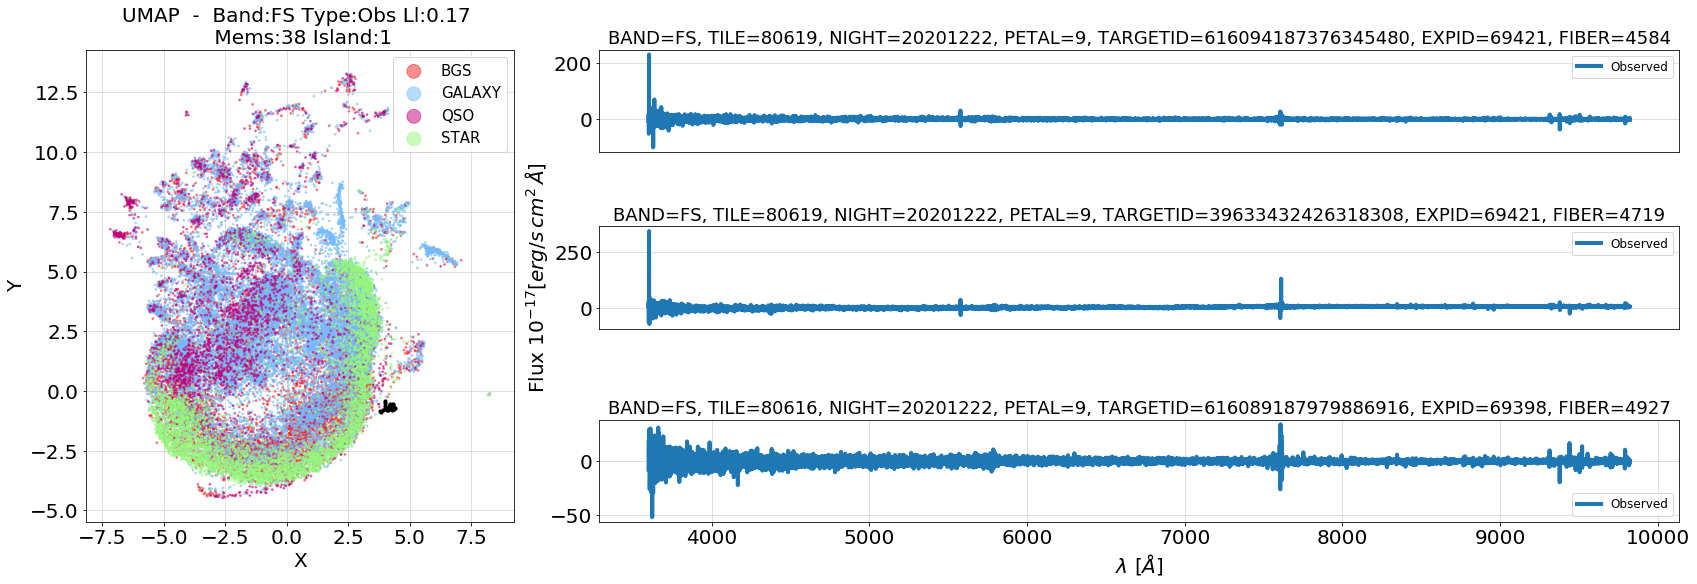 UMAP - Band:FS Type:Obs Ll:0.17
Mems:38 Island:1
BGS
GALAXY
QSO
STAR
12.5
10.0
7.5
5.0
2.5
0.0
−2.5
−5.0
Y
−7.5 −5.0 −2.5 0.0 2.5 5.0 7.5
X
BAND=FS, TILE=80619, NIGHT=20201222, PETAL=9, TARGETID=616094187376345480, EXPID=69421, FIBER=4584
200
0
Observed
BAND=FS, TILE=80619, NIGHT=20201222, PETAL=9, TARGETID=39633432426318308, EXPID=69421, FIBER=4719
250
0
Observed
Flux 10⁻¹⁷[erg/s cm² Å]
BAND=FS, TILE=80616, NIGHT=20201222, PETAL=9, TARGETID=616089187979886916, EXPID=69398, FIBER=4927
0
−50
Observed
4000 5000 6000 7000 8000 9000 10000
λ [Å]